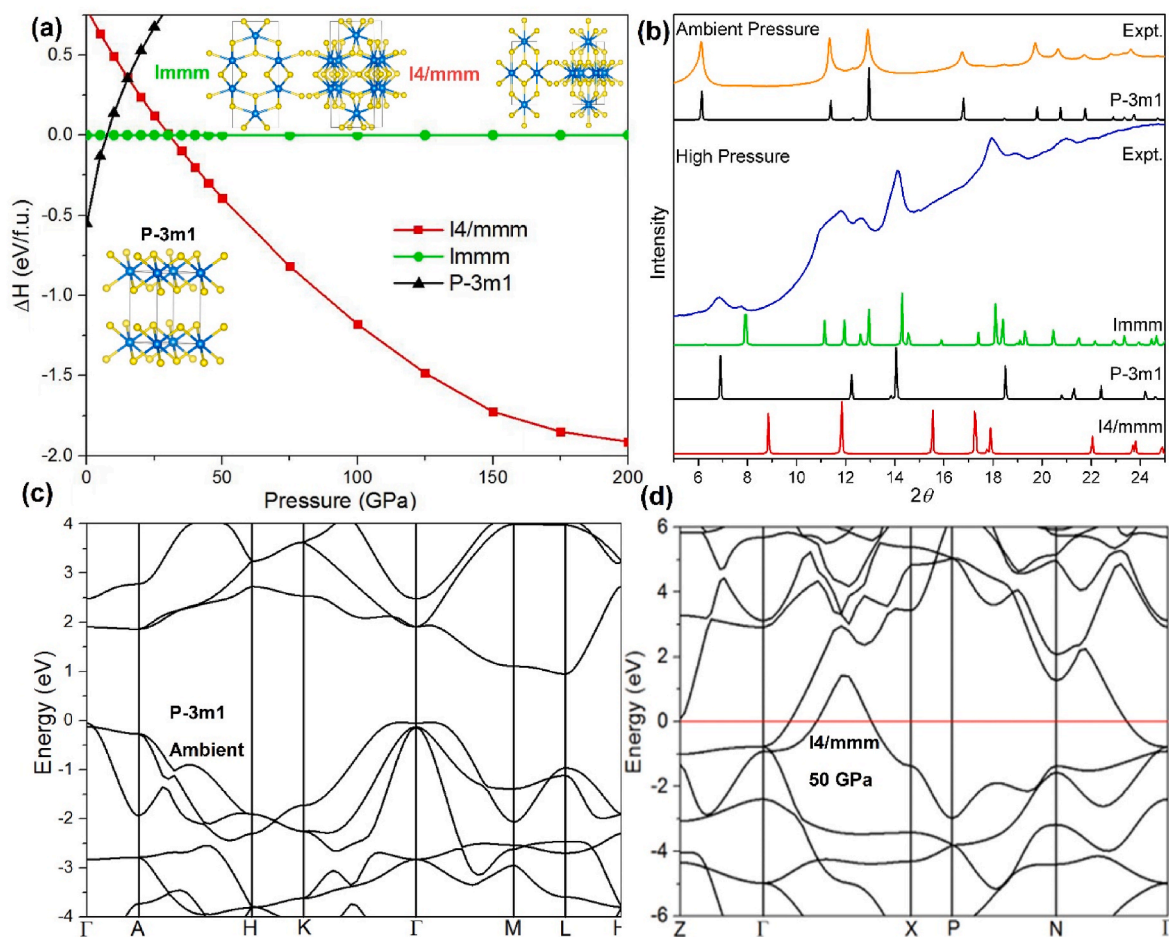 (a)
Immm
I4/mmm
P-3m1
I4/mmm
Immm
P-3m1
ΔH (eV/f.u.)
0.5
0.0
-0.5
-1.0
-1.5
-2.0
0 25 50 75 100 125 150 175 200
Pressure (GPa)
(b)
Ambient Pressure
Expt.
P-3m1
High Pressure
Expt.
Immm
P-3m1
I4/mmm
Intensity
6 8 10 12 14 16 18 20 22 24
2θ
(c)
P-3m1
Ambient
Energy (eV)
4
3
2
1
0
-1
-2
-3
-4
Γ A H K Γ M L
(d)
I4/mmm
50 GPa
Energy (eV)
6
4
2
0
-2
-4
-6
Z Γ X P N